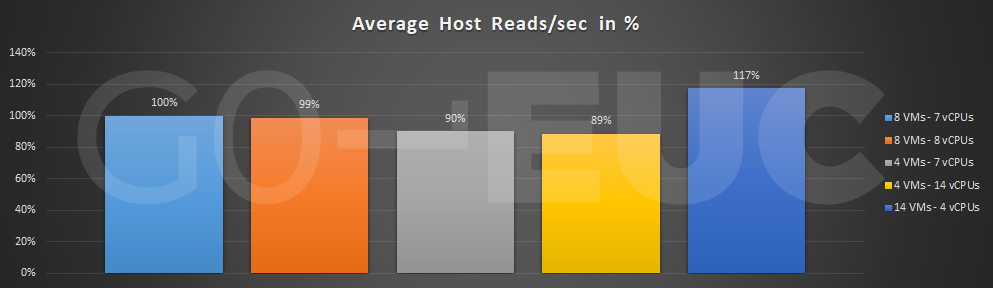 Average Host Reads/sec in %
140%
120%
100%
80%
60%
40%
20%
0%
100%
99%
90%
89%
117%
GO-EUC
8 VMs - 7 vCPUs
8 VMs - 8 vCPUs
4 VMs - 7 vCPUs
4 VMs - 14 vCPUs
14 VMs - 4 vCPUs